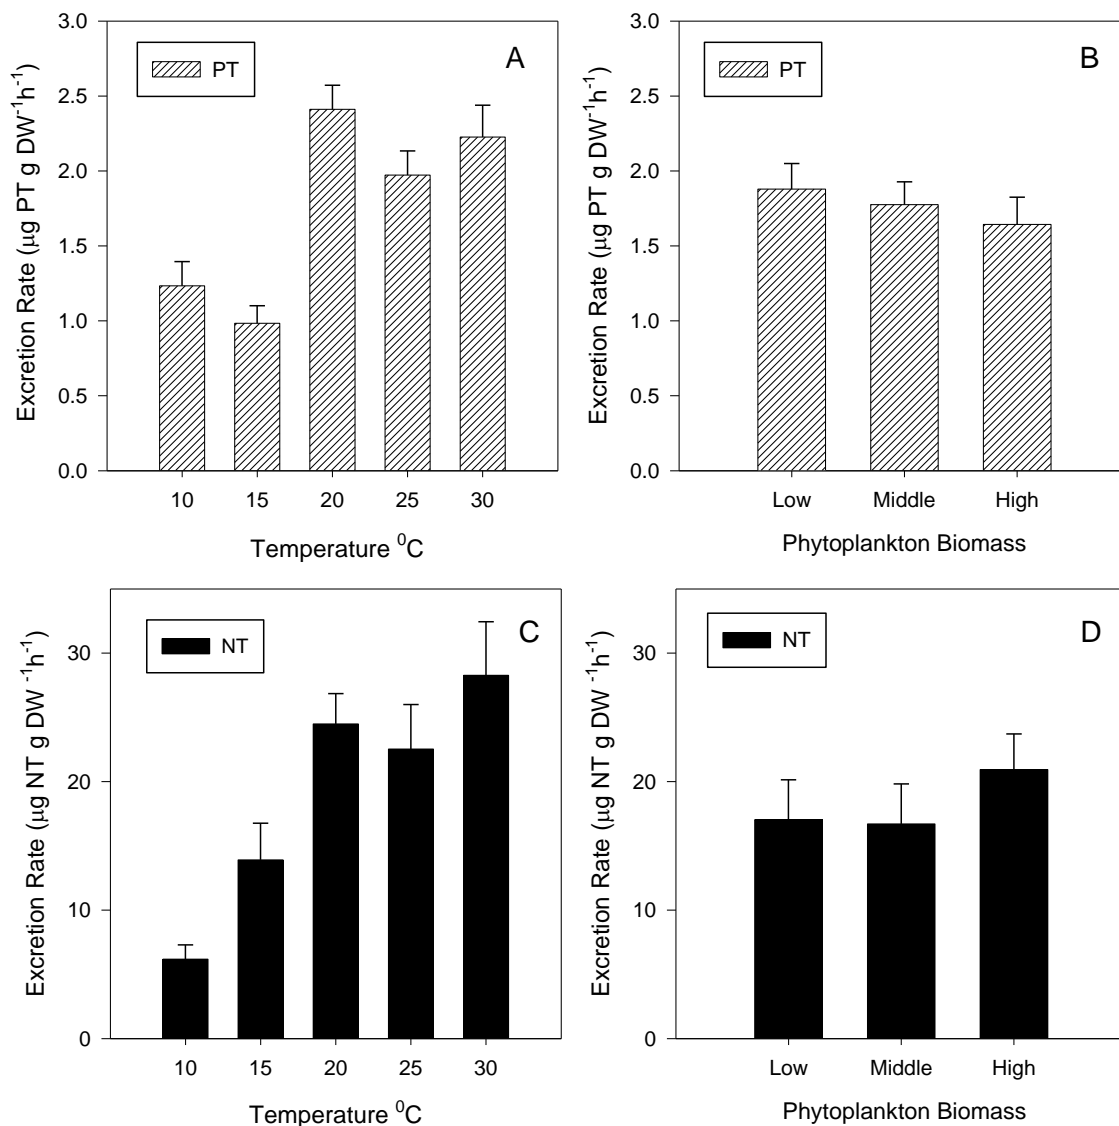 A
PT
Excretion Rate (μg PT g DW⁻¹h⁻¹)
3.0
2.5
2.0
1.5
1.0
0.5
0.0
10 15 20 25 30
Temperature ⁰C
B
PT
Excretion Rate (μg PT g DW⁻¹h⁻¹)
3.0
2.5
2.0
1.5
1.0
0.5
0.0
Low Middle High
Phytoplankton Biomass
C
NT
Excretion Rate (μg NT g DW ⁻¹h⁻¹)
30
20
10
0
10 15 20 25 30
Temperature ⁰C
D
NT
Excretion Rate (μg NT g DW ⁻¹h⁻¹)
30
20
10
0
Low Middle High
Phytoplankton Biomass